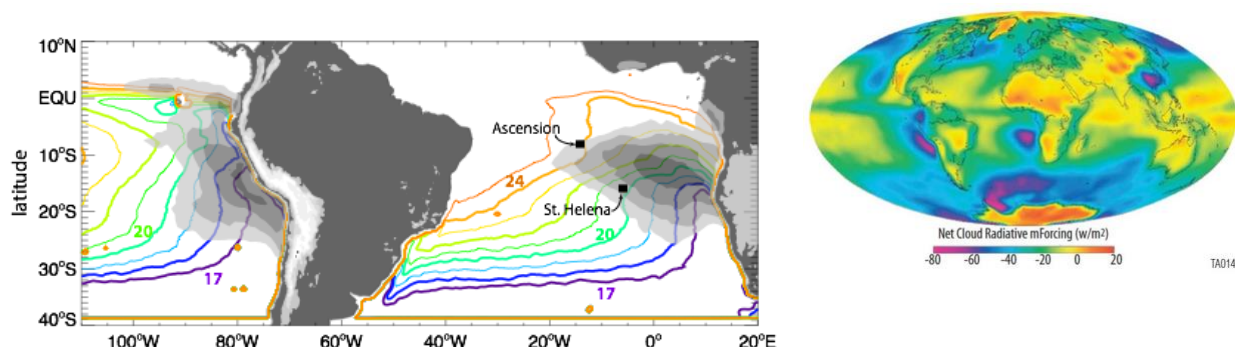 10°N
EQU
10°S
20°S
30°S
40°S
latitude
Ascension
St. Helena
24
20
20
17
17
100°W
80°W
60°W
40°W
20°W
0°
20°E
Net Cloud Radiative mForcing (w/m²)
-80
-60
-40
-20
0
20
TA014